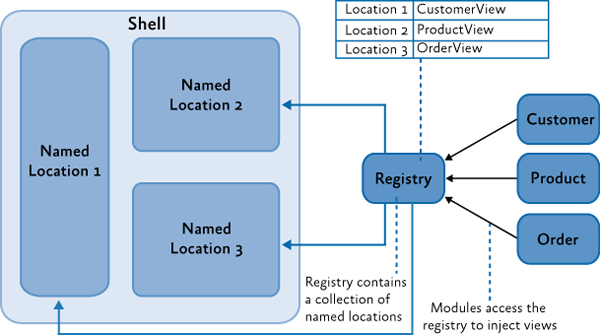 Shell
Named
Location 1
Named
Location 2
Named
Location 3
Location 1 CustomerView
Location 2 ProductView
Location 3 OrderView
Registry
Customer
Product
Order
Registry contains
a collection of
named locations
Modules access the
registry to inject views